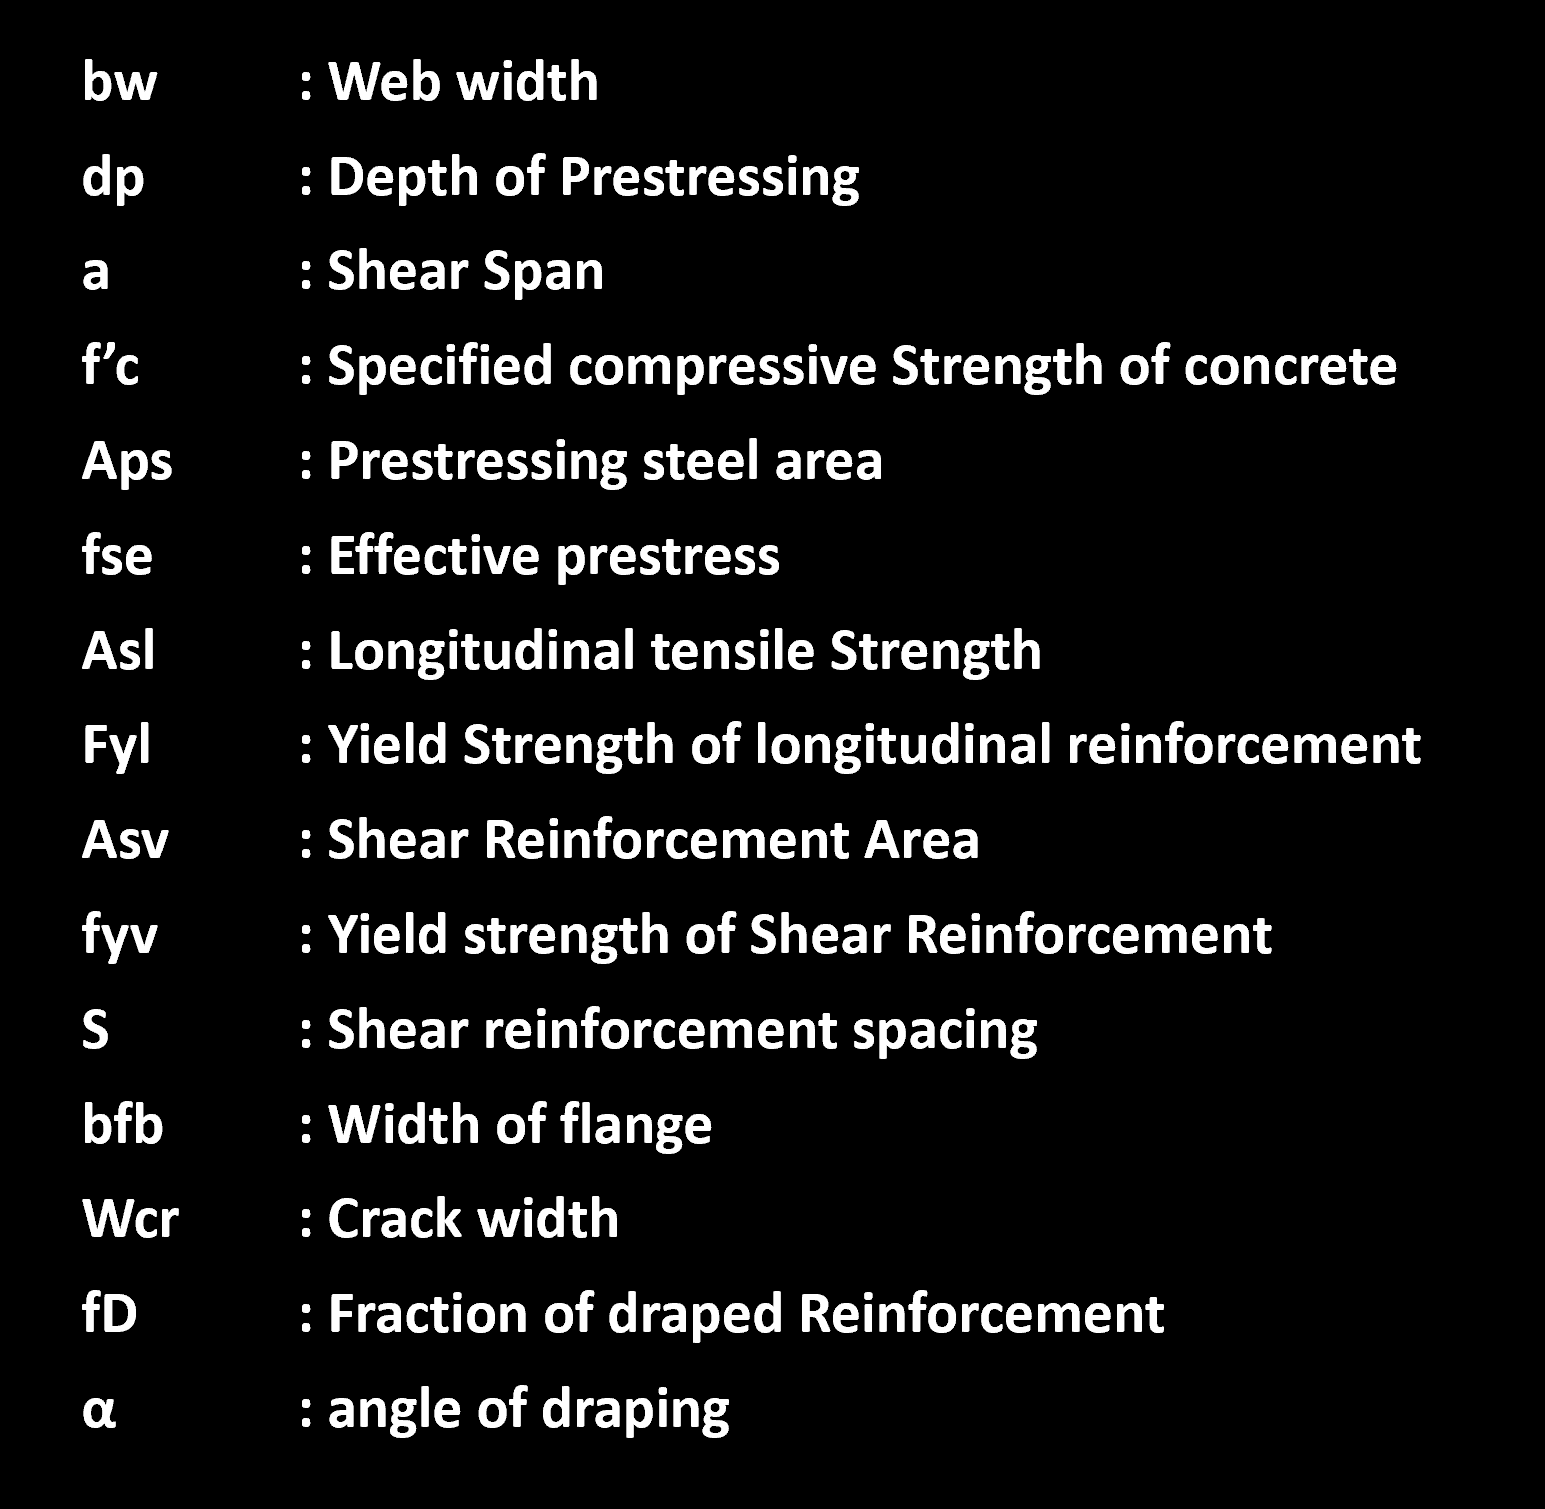 bw : Web width
dp : Depth of Prestressing
a : Shear Span
f’c : Specified compressive Strength of concrete
Aps : Prestressing steel area
fse : Effective prestress
Asl : Longitudinal tensile Strength
Fyl : Yield Strength of longitudinal reinforcement
Asv : Shear Reinforcement Area
fyv : Yield strength of Shear Reinforcement
S : Shear reinforcement spacing
bfb : Width of flange
Wcr : Crack width
fD : Fraction of draped Reinforcement
α : angle of draping